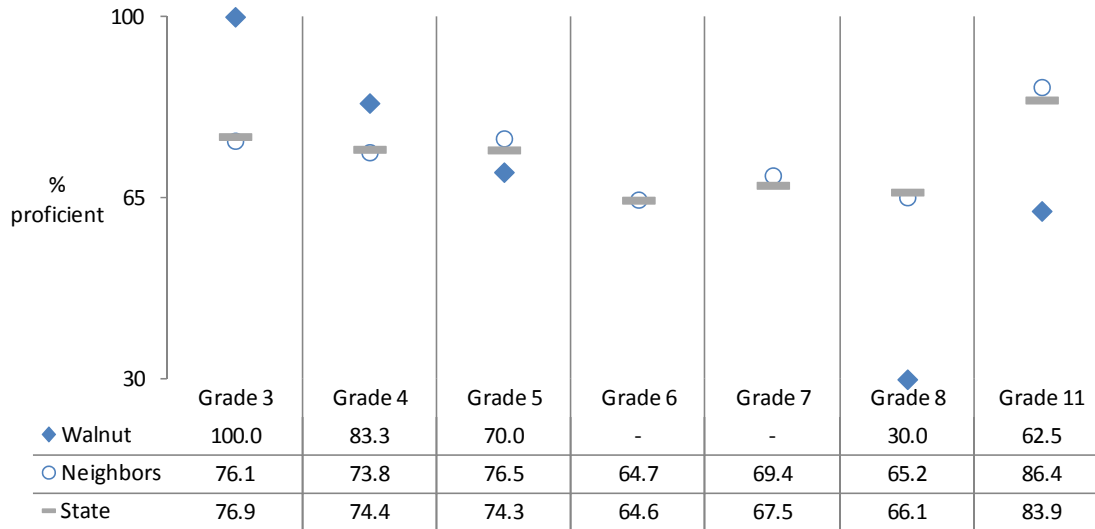 100
%
proficient
65
30
Grade 3 Grade 4 Grade 5 Grade 6 Grade 7 Grade 8 Grade 11
Walnut 100.0 83.3 70.0 - - 30.0 62.5
Neighbors 76.1 73.8 76.5 64.7 69.4 65.2 86.4
State 76.9 74.4 74.3 64.6 67.5 66.1 83.9